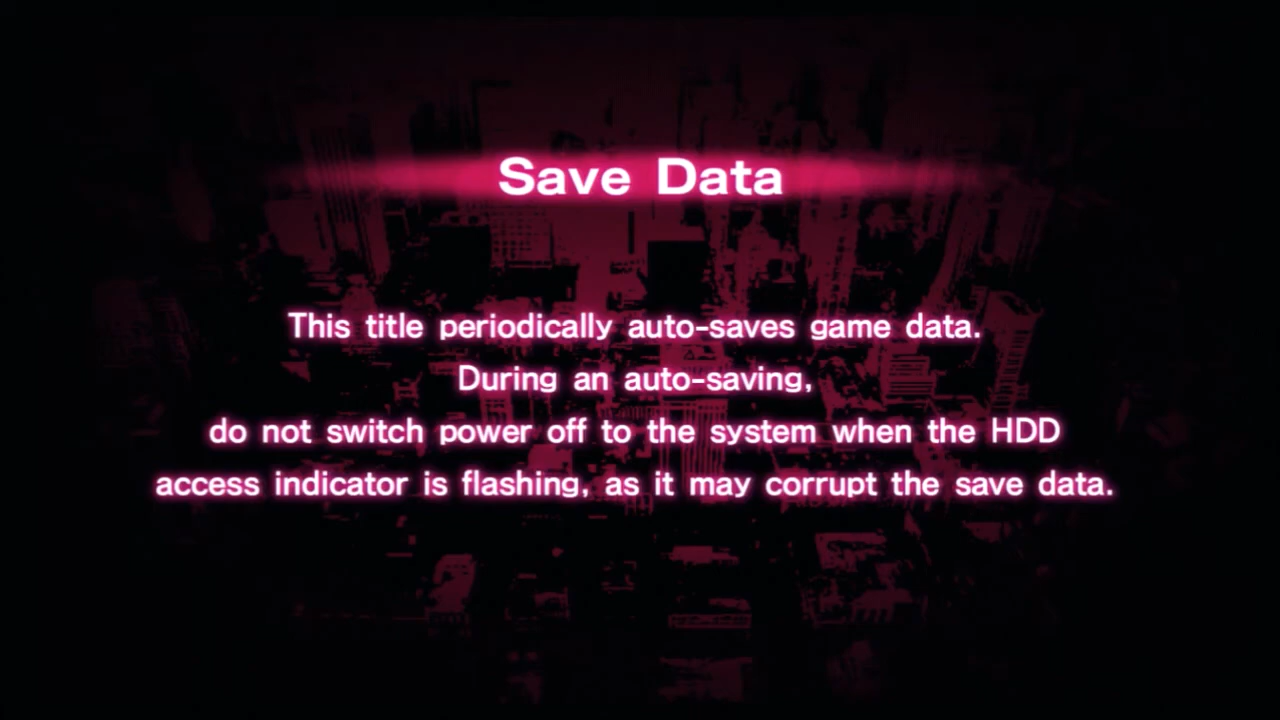 Save Data
This title periodically auto-saves game data.
During an auto-saving,
do not switch power off to the system when the HDD
access indicator is flashing, as it may corrupt the save data.